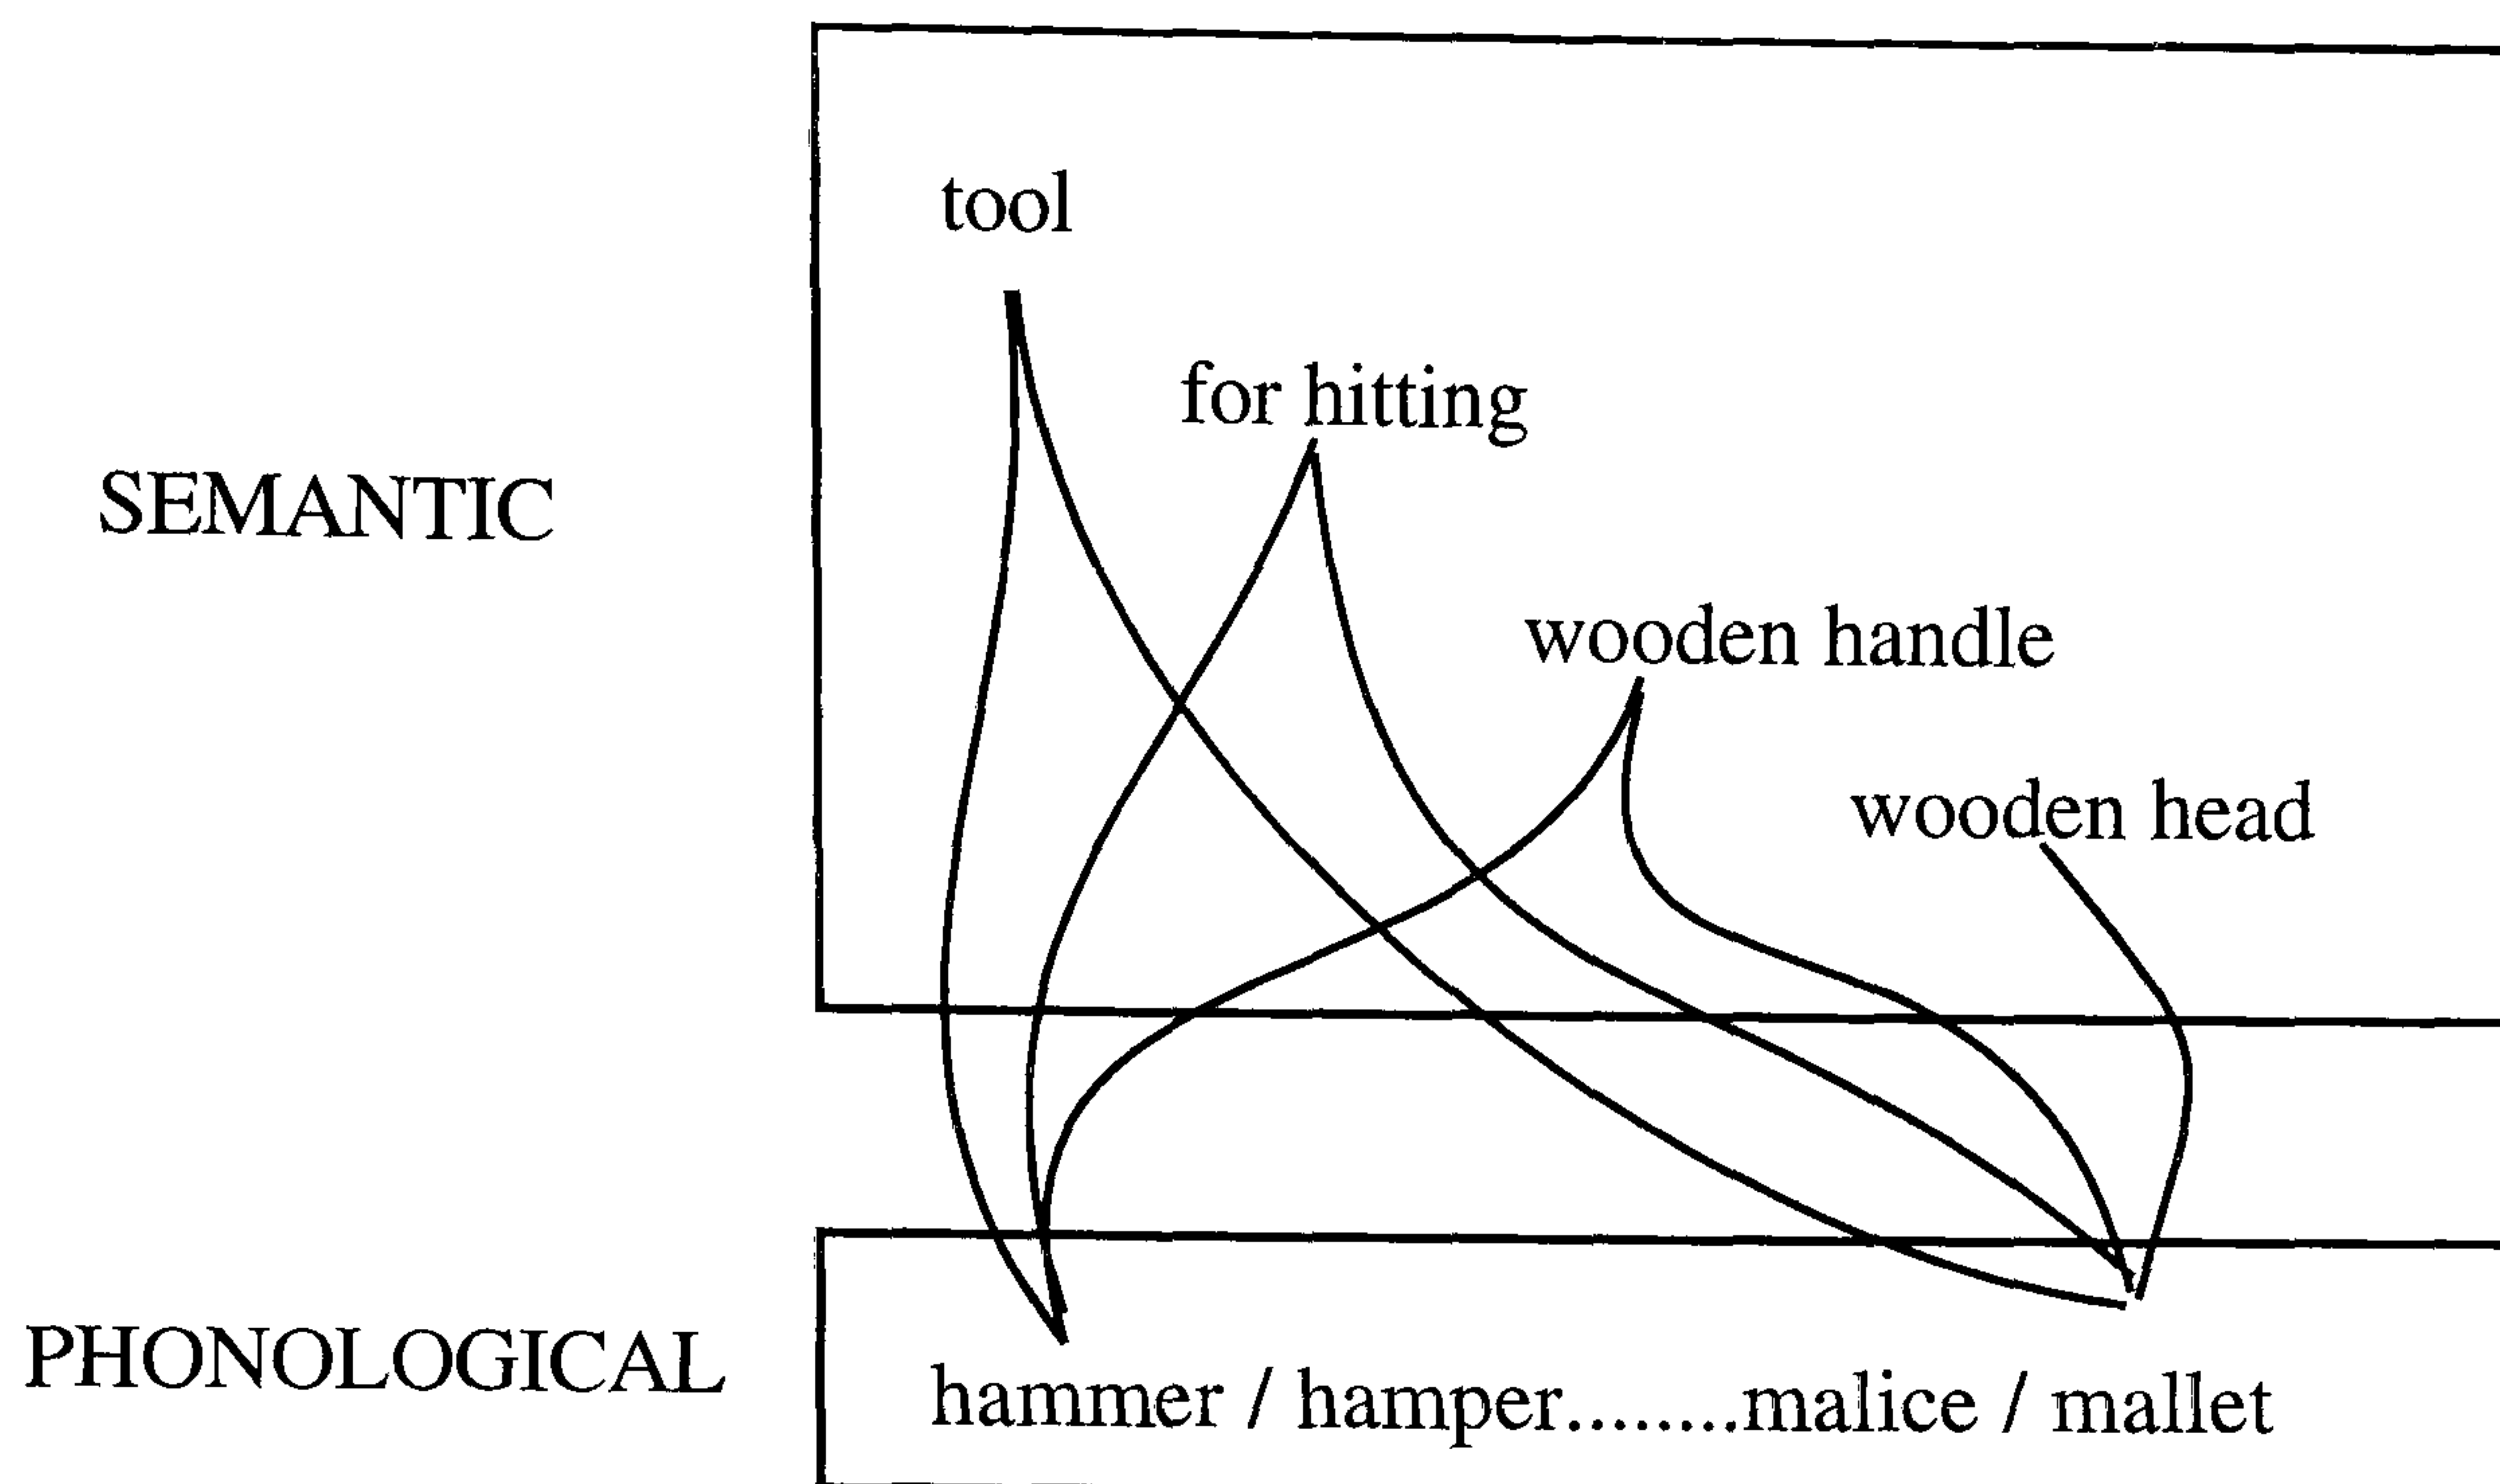 tool
for hitting
SEMANTIC
wooden handle
wooden head
PHONOLOGICAL
hammer / hamper........malice / mallet